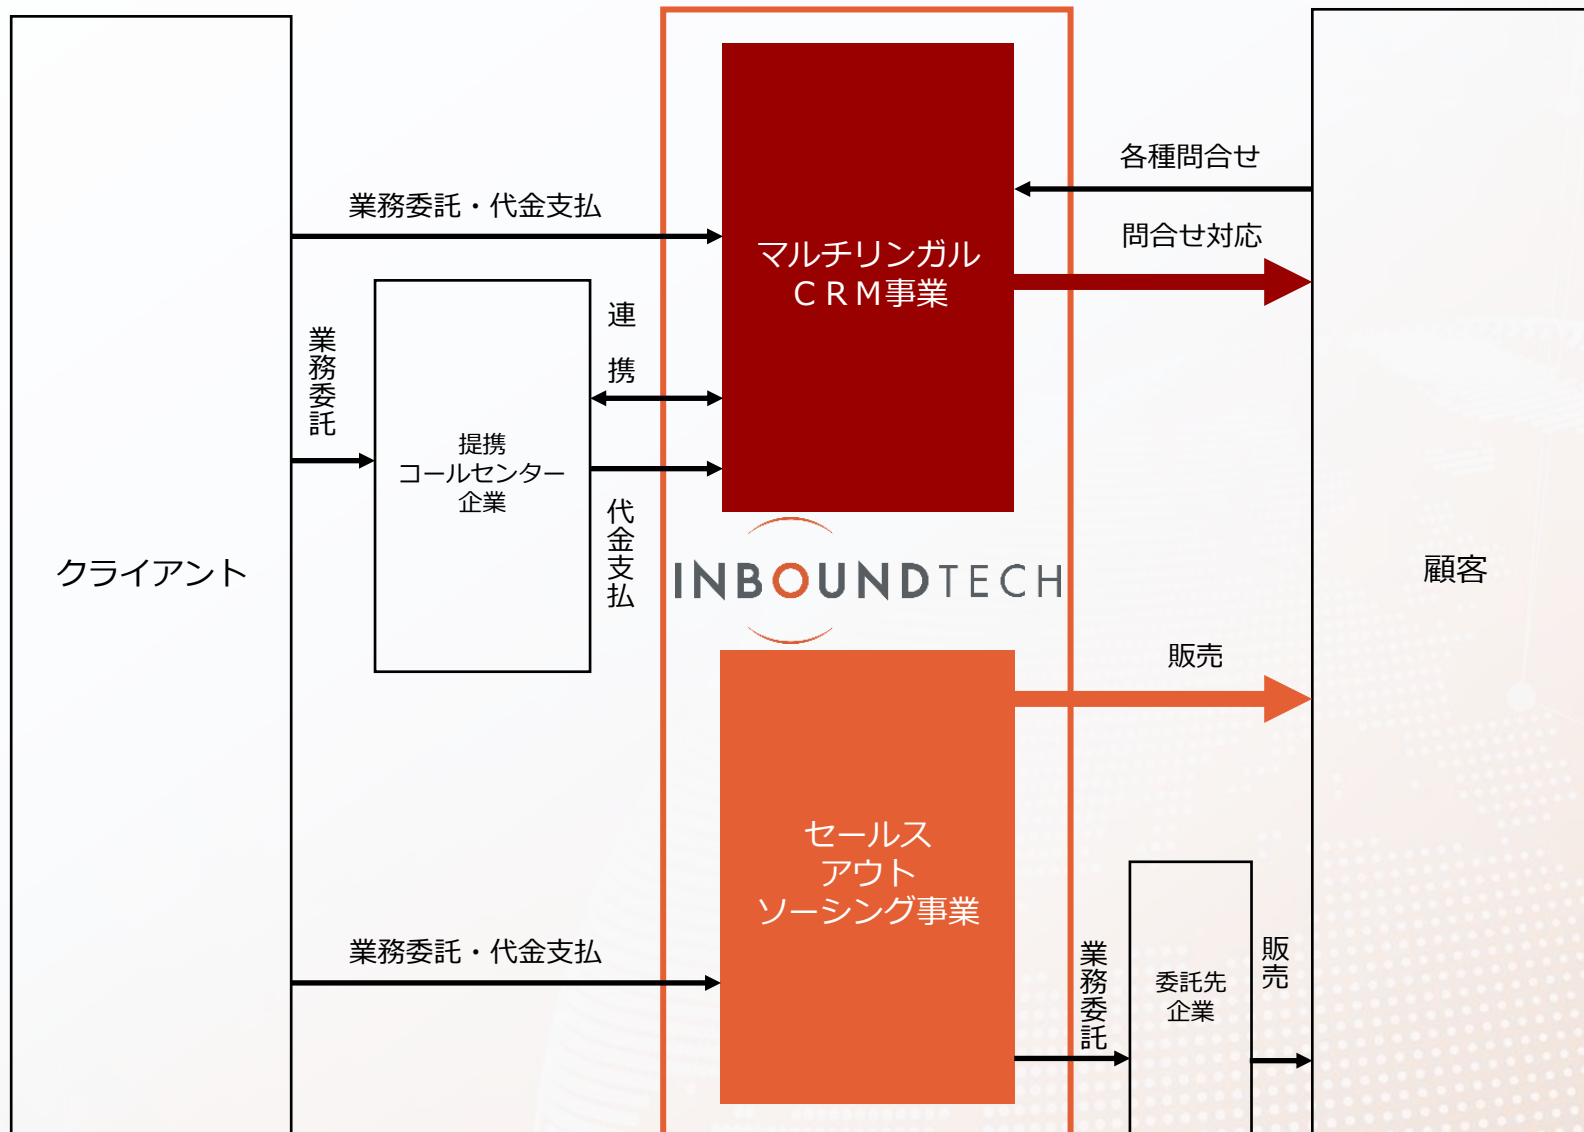 クライアント
業務委託・代金支払
業務委託
提携
コールセンター
企業
連携
代金支払
マルチリンガル
ＣＲＭ事業
INBOUNDTECH
セールス
アウト
ソーシング事業
業務委託・代金支払
各種問合せ
問合せ対応
販売
業務委託
委託先
企業
販売
顧客